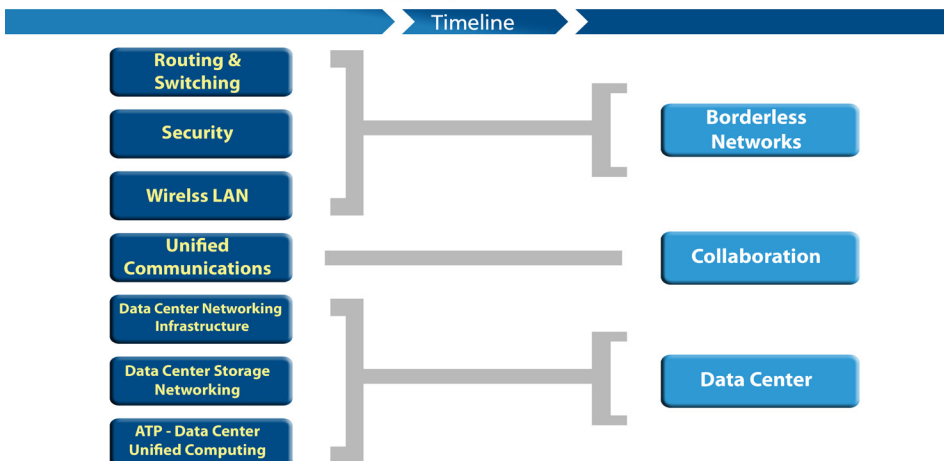 Timeline
Routing &
Switching
Security
Wirelss LAN
Unified
Communications
Data Center Networking
Infrastructure
Data Center Storage
Networking
ATP - Data Center
Unified Computing
Borderless
Networks
Collaboration
Data Center